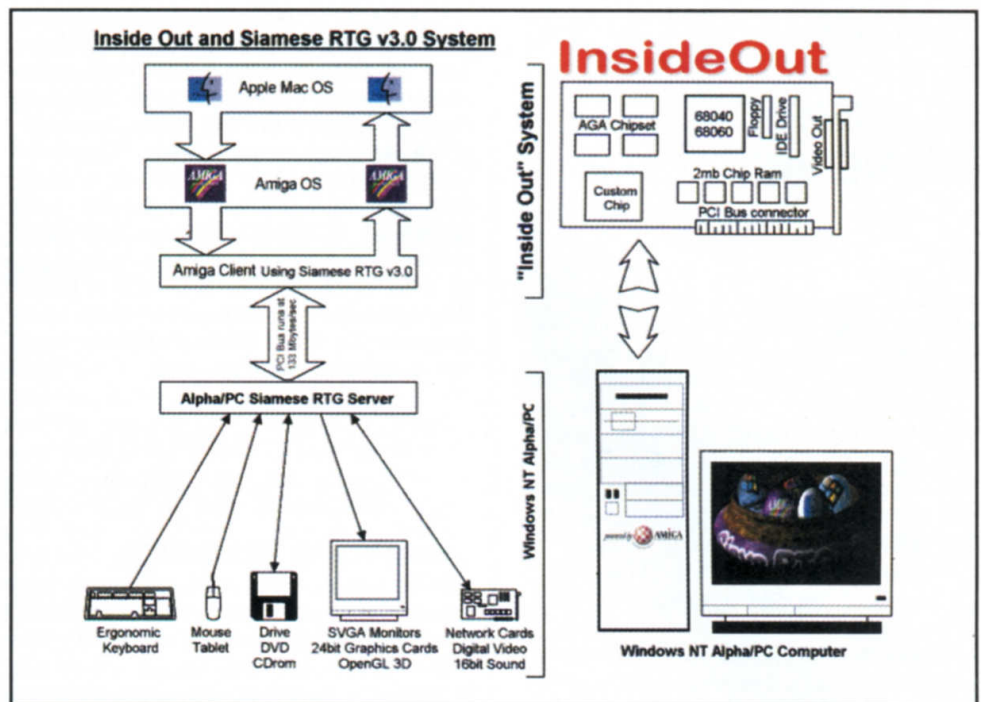 Inside Out and Siamese RTG v3.0 System
Apple Mac OS
AMIGA
AMIGA
Amiga OS
Amiga Client Using Siamese RTG v3.0
PCI Bus runs at
133 Mbytes/sec
Alpha/PC Siamese RTG Server
Ergonomic
Keyboard
Mouse
Tablet
Drive
DVD
CDrom
SVGA Monitors
24bit Graphics Cards
OpenGL 3D
Network Cards
Digital Video
16bit Sound
"Inside Out" System
Windows NT Alpha/PC
InsideOut
AGA Chipset
68040
68060
Floppy
IDE Drive
Video Out
2mb Chip Ram
Custom
Chip
PCI Bus connector
powered by AMIGA
Windows NT Alpha/PC Computer